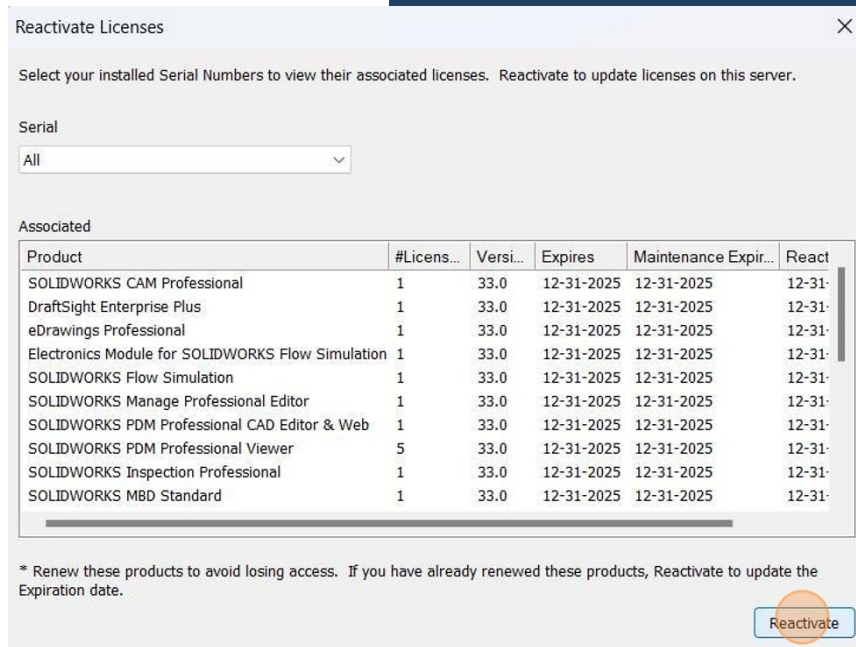 Reactivate Licenses
Select your installed Serial Numbers to view their associated licenses.  Reactivate to update licenses on this server.
Serial
All
Associated
Product #Licens... Versi... Expires Maintenance Expir... React
SOLIDWORKS CAM Professional 1 33.0 12-31-2025 12-31-2025 12-31-
DraftSight Enterprise Plus 1 33.0 12-31-2025 12-31-2025 12-31-
eDrawings Professional 1 33.0 12-31-2025 12-31-2025 12-31-
Electronics Module for SOLIDWORKS Flow Simulation 1 33.0 12-31-2025 12-31-2025 12-31-
SOLIDWORKS Flow Simulation 1 33.0 12-31-2025 12-31-2025 12-31-
SOLIDWORKS Manage Professional Editor 1 33.0 12-31-2025 12-31-2025 12-31-
SOLIDWORKS PDM Professional CAD Editor & Web 1 33.0 12-31-2025 12-31-2025 12-31-
SOLIDWORKS PDM Professional Viewer 5 33.0 12-31-2025 12-31-2025 12-31-
SOLIDWORKS Inspection Professional 1 33.0 12-31-2025 12-31-2025 12-31-
SOLIDWORKS MBD Standard 1 33.0 12-31-2025 12-31-2025 12-31-
* Renew these products to avoid losing access.  If you have already renewed these products, Reactivate to update the
Expiration date.
Reactivate